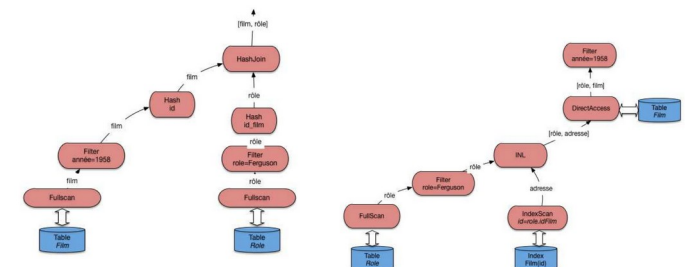 [film, rôle]
HashJoin
film
rôle
Hash
id
Hash
id_film
film
rôle
Filter
année=1958
Filter
role=Ferguson
film
rôle
Fullscan
Fullscan
Table
Film
Table
Role
Filter
année=1958
[rôle, film]
DirectAccess
Table
Film
[rôle, adresse]
INL
rôle
Filter
role=Ferguson
rôle
adresse
FullScan
IndexScan
id=role.idFilm
Table
Role
Index
Film(id)